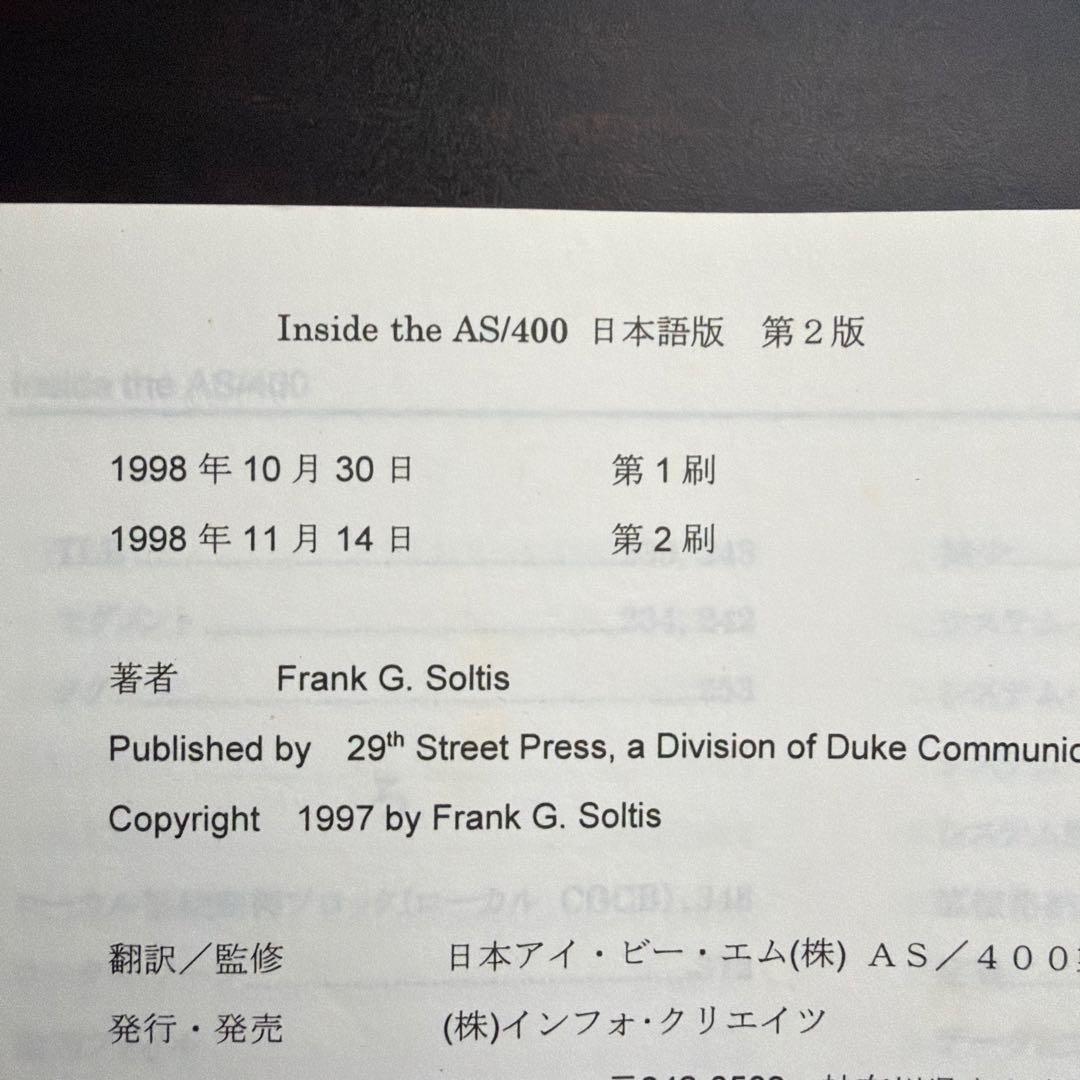 Inside the AS/400 日本語版　第２版
Inside the AS/400
1998 年 10 月 30 日　第 1 刷
1998 年 11 月 14 日　第 2 刷
著者　Frank G. Soltis
Published by　29th Street Press, a Division of Duke Communic
Copyright　1997 by Frank G. Soltis
翻訳／監修　日本アイ・ビー・エム(株) ＡＳ／４００
発行・発売　(株)インフォ・クリエイツ